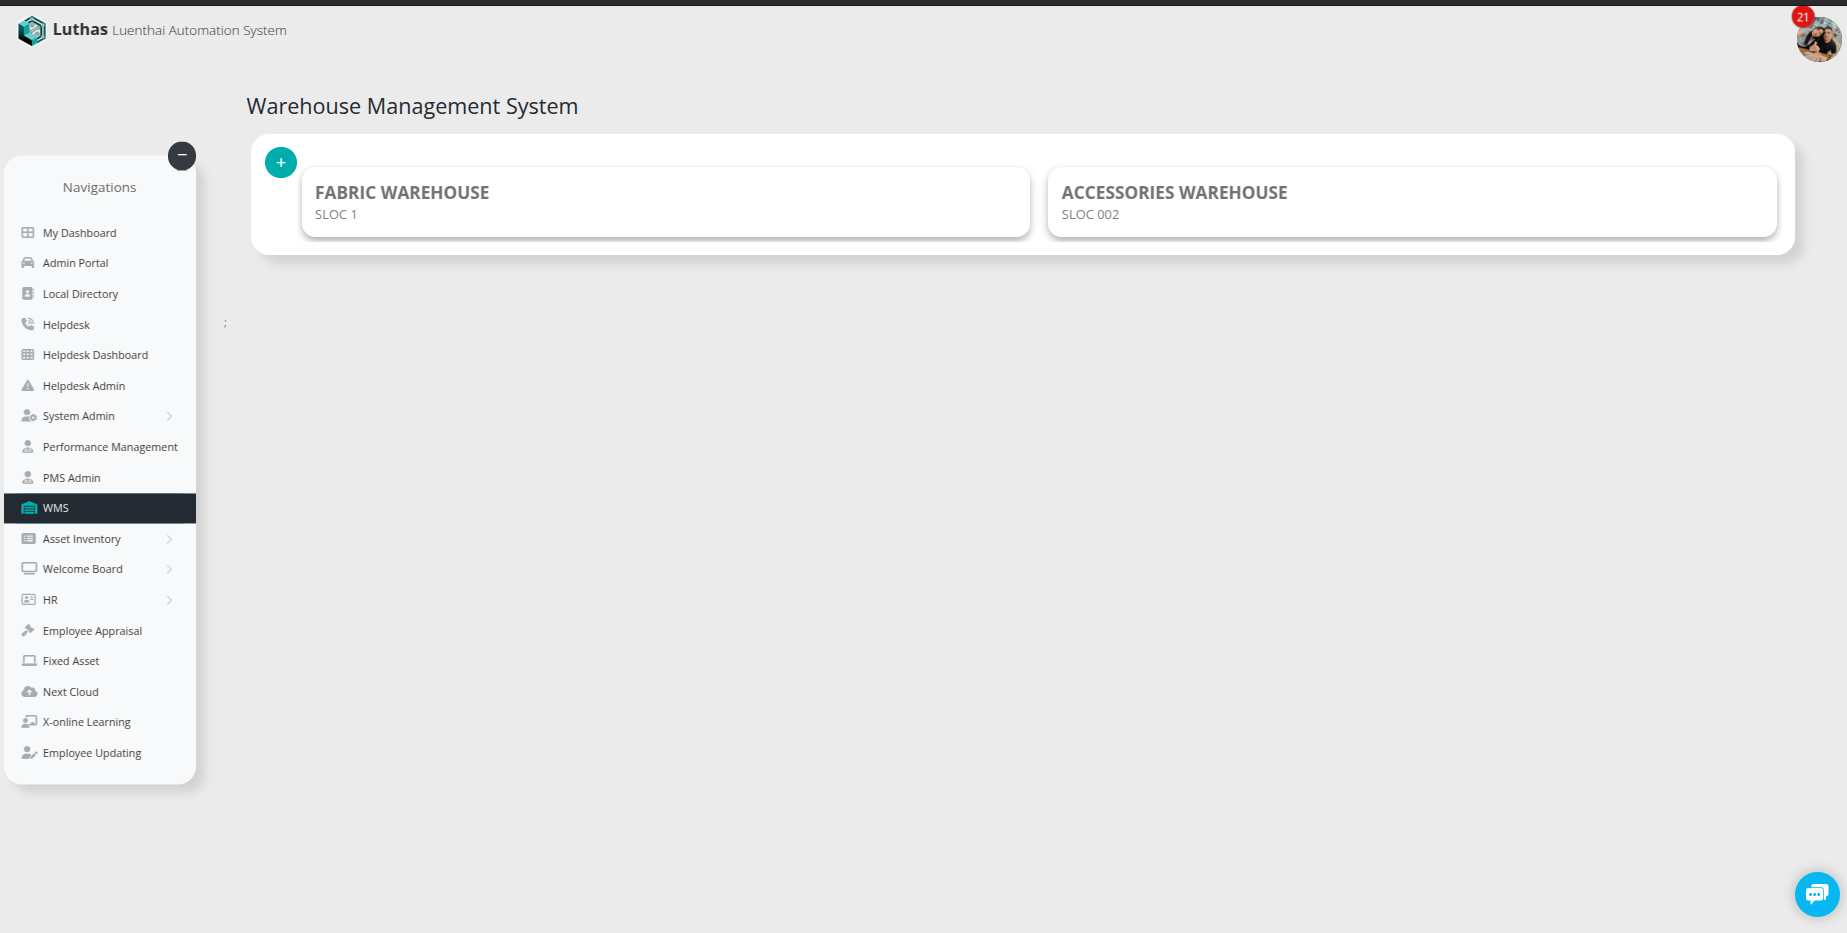 Luthas Luenthai Automation System
21
Warehouse Management System
+
FABRIC WAREHOUSE
SLOC 1
ACCESSORIES WAREHOUSE
SLOC 002
−
Navigations
My Dashboard
Admin Portal
Local Directory
Helpdesk
;
Helpdesk Dashboard
Helpdesk Admin
System Admin
Performance Management
PMS Admin
WMS
Asset Inventory
Welcome Board
HR
Employee Appraisal
Fixed Asset
Next Cloud
X-online Learning
Employee Updating